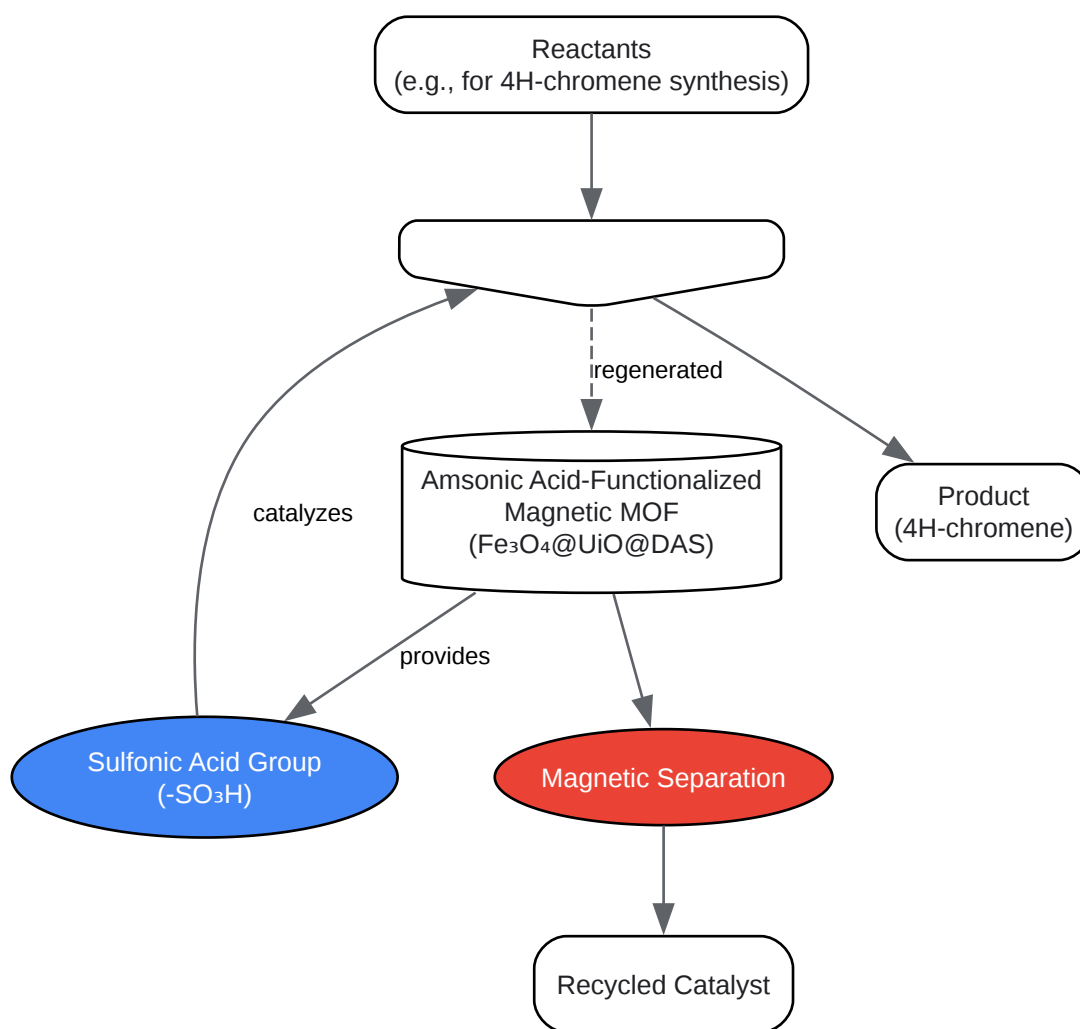 Reactants
(e.g., for 4H-chromene synthesis)
regenerated
Amsonic Acid-Functionalized
Magnetic MOF
(Fe₃O₄@UiO@DAS)
Product
(4H-chromene)
catalyzes
provides
Sulfonic Acid Group
(-SO₃H)
Magnetic Separation
Recycled Catalyst